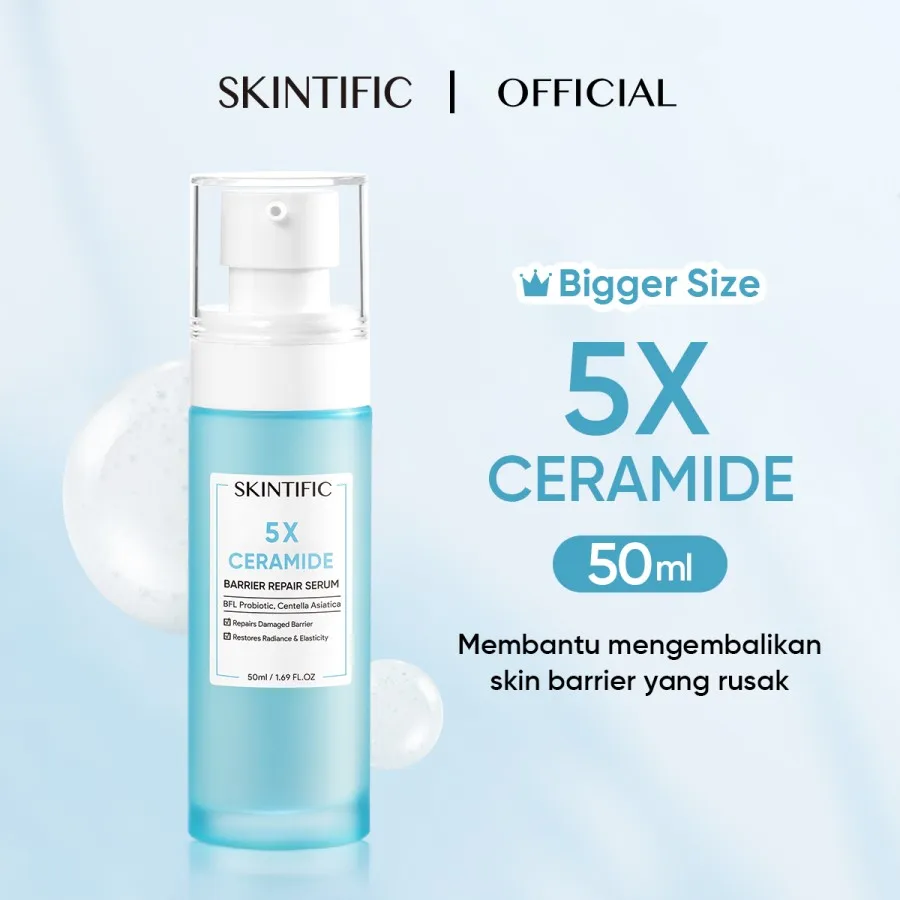 SKINTIFIC | OFFICIAL
Bigger Size
5X
CERAMIDE
50ml
Membantu mengembalikan
skin barrier yang rusak
SKINTIFIC
5X
CERAMIDE
BARRIER REPAIR SERUM
BFL Probiotic, Centella Asiatica
Repairs Damaged Barrier
Restores Radiance & Elasticity
50ml / 1.69 FL.OZ